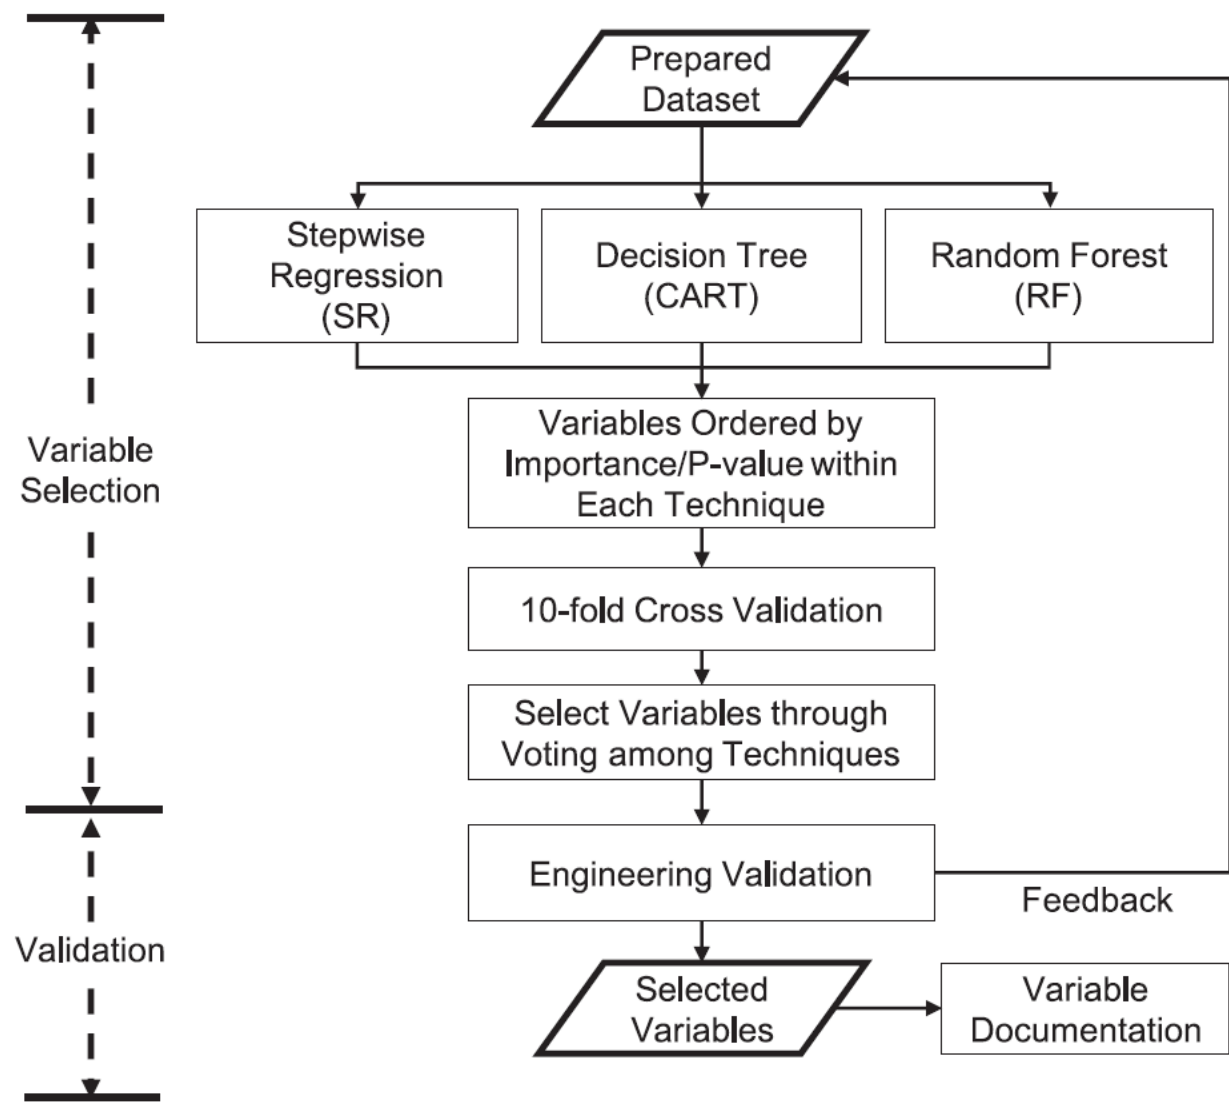 Prepared
Dataset
Stepwise
Regression
(SR)
Decision Tree
(CART)
Random Forest
(RF)
Variables Ordered by
Importance/P-value within
Each Technique
Variable
Selection
10-fold Cross Validation
Select Variables through
Voting among Techniques
Engineering Validation
Feedback
Validation
Selected
Variables
Variable
Documentation